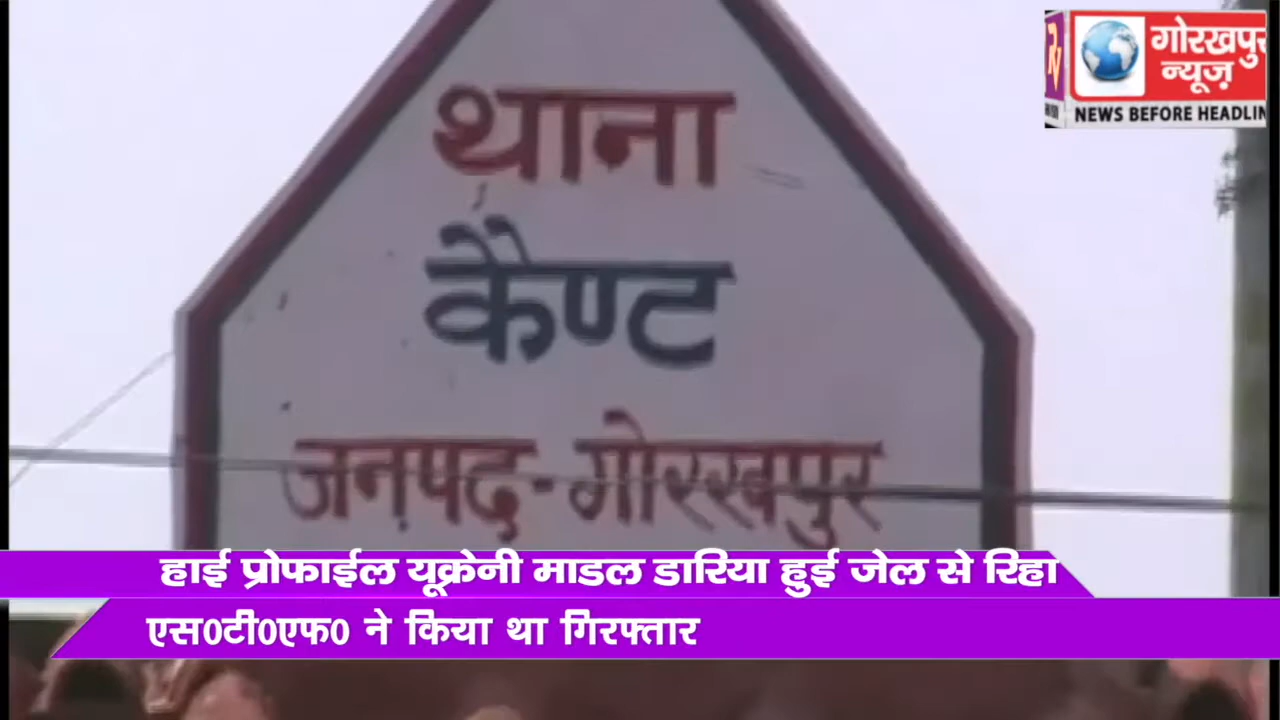 गोरखपुर
न्यूज़
NEWS BEFORE HEADLIN
थाना
कैण्ट
जनपद-गोरखपुर
हाई प्रोफाईल यूक्रेनी माडल डारिया हुई जेल से रिहा
एस0टी0एफ0 ने किया था गिरफ्तार